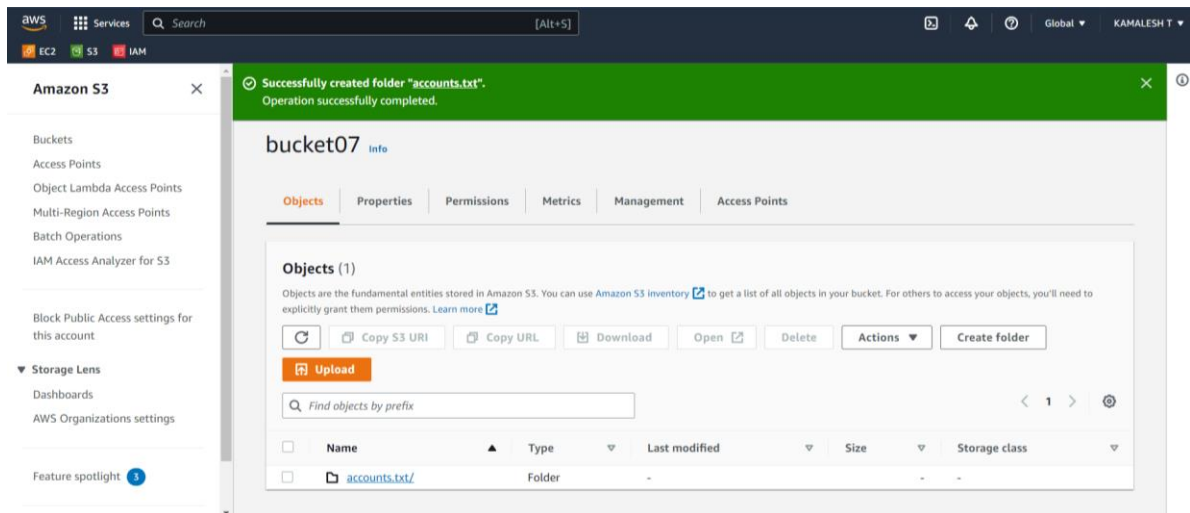 aws Services Search [Alt+S] Global KAMALESH T
EC2 S3 IAM
Amazon S3
Buckets
Access Points
Object Lambda Access Points
Multi-Region Access Points
Batch Operations
IAM Access Analyzer for S3
Block Public Access settings for
this account
Storage Lens
Dashboards
AWS Organizations settings
Feature spotlight 3
Successfully created folder "accounts.txt".
Operation successfully completed.
bucket07 Info
Objects Properties Permissions Metrics Management Access Points
Objects (1)
Objects are the fundamental entities stored in Amazon S3. You can use Amazon S3 inventory to get a list of all objects in your bucket. For others to access your objects, you'll need to
explicitly grant them permissions. Learn more
Copy S3 URI Copy URL Download Open Delete Actions Create folder
Upload
Find objects by prefix 1
Name Type Last modified Size Storage class
accounts.txt/ Folder - - -